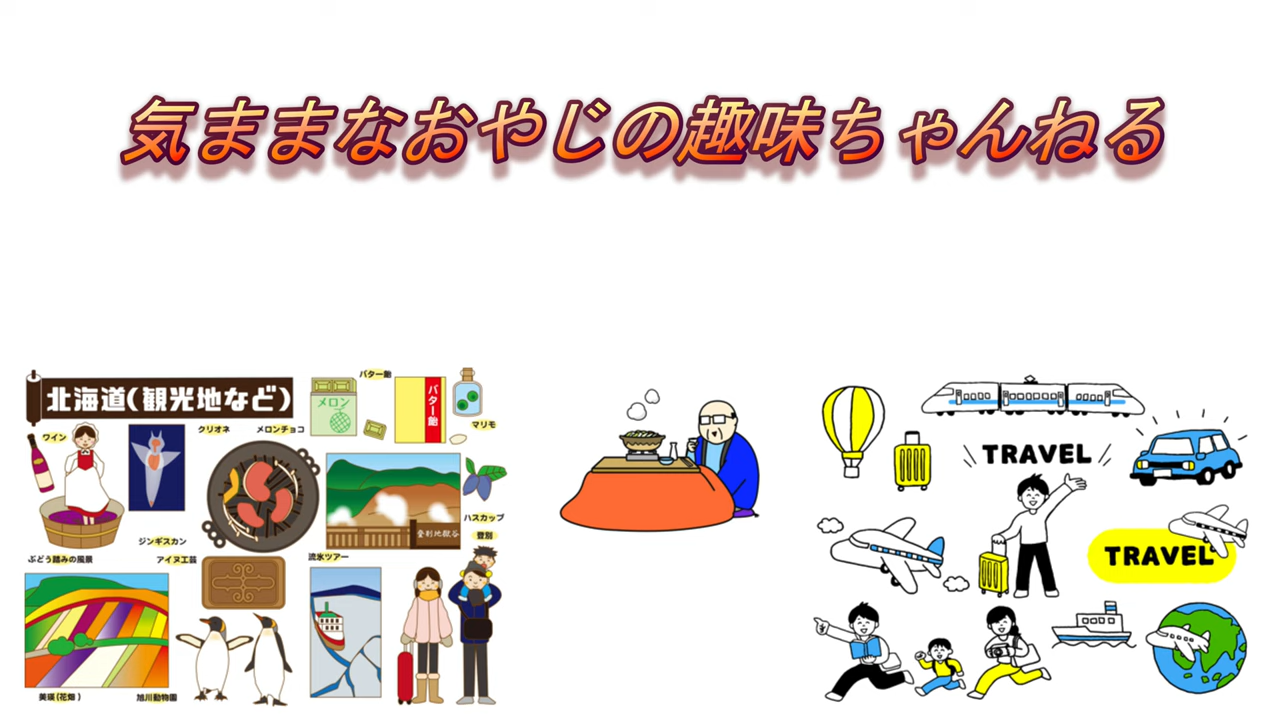 気ままなおやじの趣味ちゃんねる
北海道(観光地など)
バター飴
メロン
バター飴
マリモ
ワイン
クリオネ
メロンチョコ
ハスカップ
登別
登別地獄谷
ジンギスカン
ぶどう踏みの風景
アイヌ工芸
流氷ツアー
美瑛(花畑)
旭川動物園
TRAVEL
TRAVEL